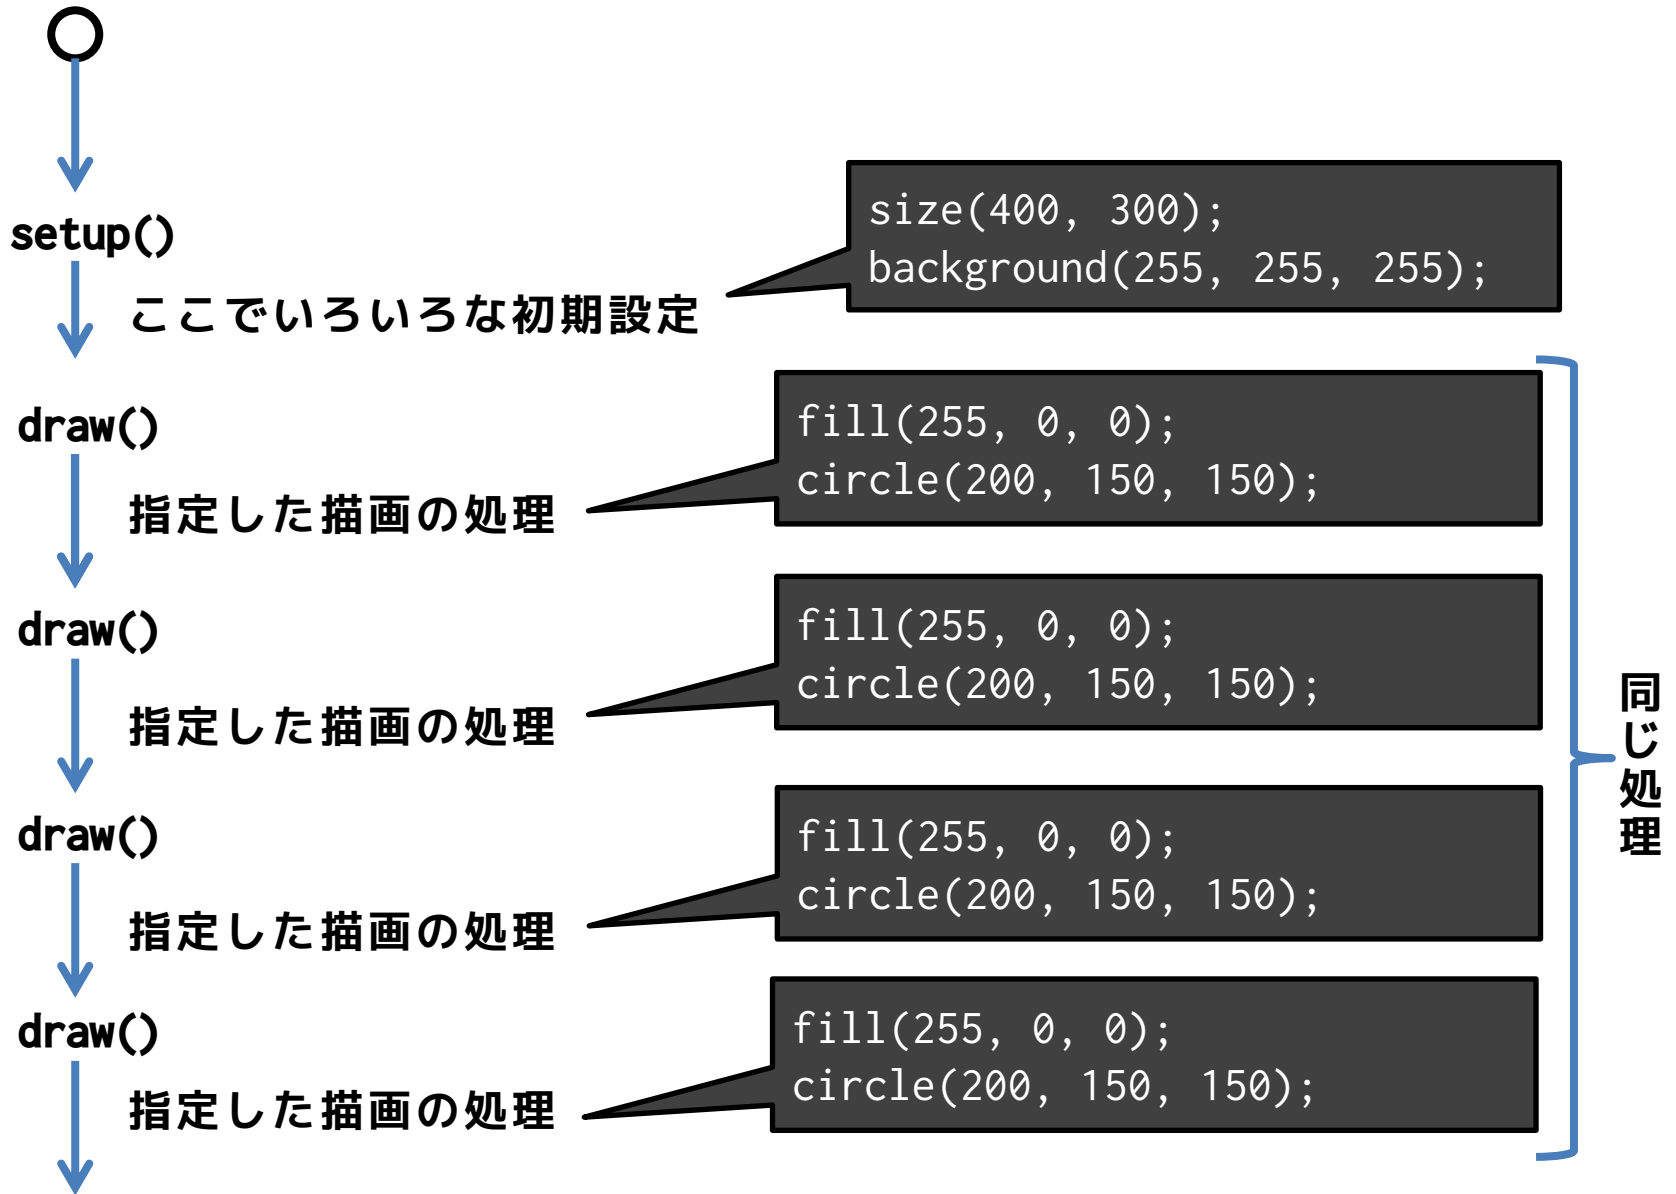 setup()
size(400, 300);
background(255, 255, 255);
ここでいろいろな初期設定
draw()
fill(255, 0, 0);
circle(200, 150, 150);
指定した描画の処理
draw()
fill(255, 0, 0);
circle(200, 150, 150);
指定した描画の処理
draw()
fill(255, 0, 0);
circle(200, 150, 150);
指定した描画の処理
draw()
fill(255, 0, 0);
circle(200, 150, 150);
指定した描画の処理
同じ処理